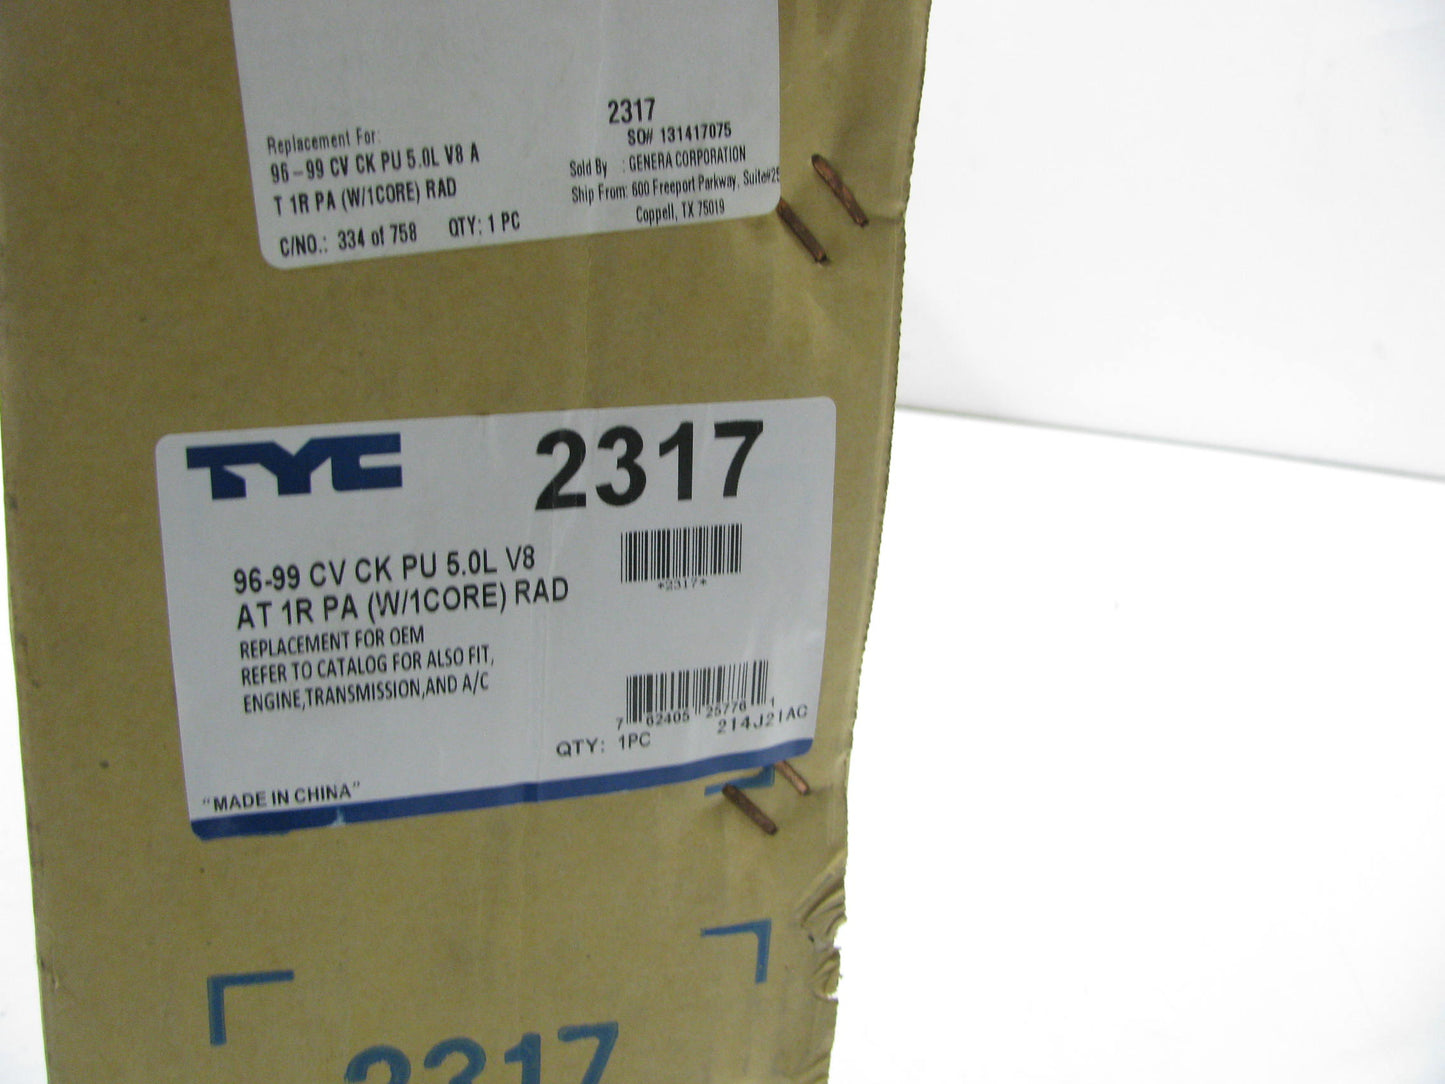 2317
SO# 131417075
Replacement For:
96-99 CV CK PU 5.0L V8 A
T 1R PA (W/1CORE) RAD
C/NO.: 334 of 758 QTY: 1 PC
Sold By : GENERA CORPORATION
Ship From: 600 Freeport Parkway, Suite#25
Coppell, TX 75019
TYC 2317
96-99 CV CK PU 5.0L V8
AT 1R PA (W/1CORE) RAD
REPLACEMENT FOR OEM
REFER TO CATALOG FOR ALSO FIT,
ENGINE,TRANSMISSION,AND A/C
*2317*
7 62405 25776 1
QTY: 1PC 214J21AC
"MADE IN CHINA"
2317